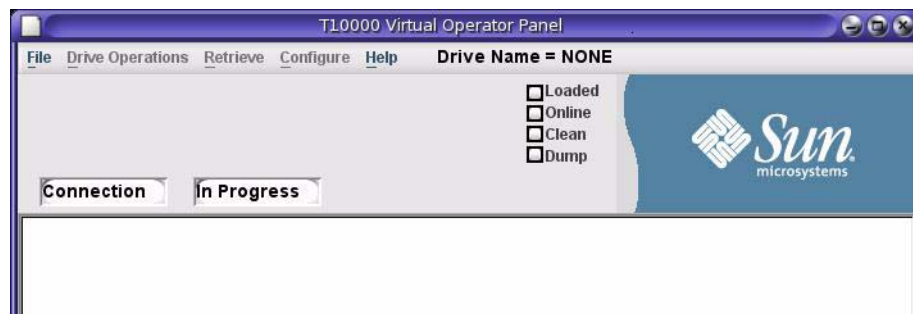 T10000 Virtual Operator Panel
File Drive Operations Retrieve Configure Help Drive Name = NONE
Loaded
Online
Clean
Dump
Sun
microsystems
Connection In Progress